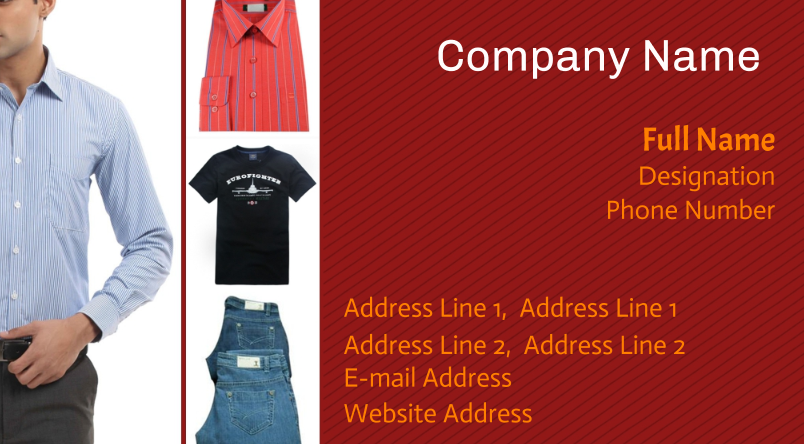 Company Name
Full Name
Designation
Phone Number
EUROFIGHTER
Address Line 1,  Address Line 1
Address Line 2,  Address Line 2
E-mail Address
Website Address